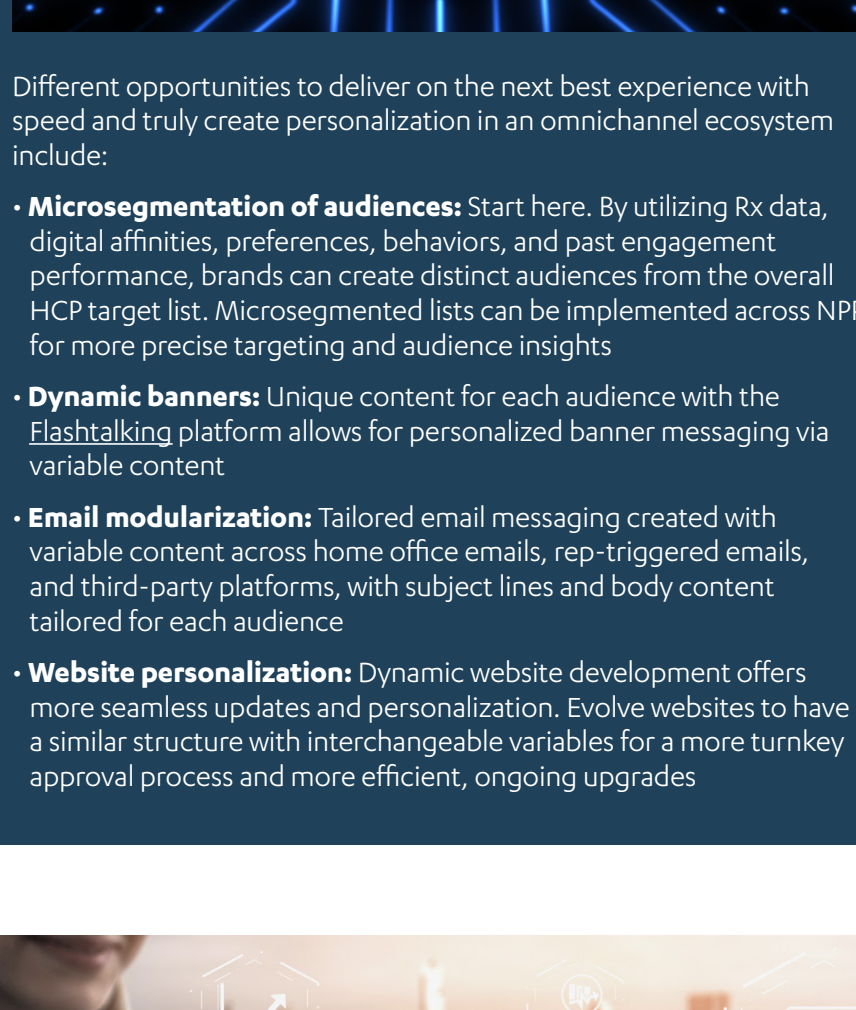 Different opportunities to deliver on the next best experience with
speed and truly create personalization in an omnichannel ecosystem
include:
• Microsegmentation of audiences: Start here. By utilizing Rx data,
digital affinities, preferences, behaviors, and past engagement
performance, brands can create distinct audiences from the overall
HCP target list. Microsegmented lists can be implemented across
for more precise targeting and audience insights
• Dynamic banners: Unique content for each audience with the
Flashtalking platform allows for personalized banner messaging via
variable content
• Email modularization: Tailored email messaging created with
variable content across home office emails, rep-triggered emails,
and third-party platforms, with subject lines and body content
tailored for each audience
• Website personalization: Dynamic website development offers
more seamless updates and personalization. Evolve websites to have
a similar structure with interchangeable variables for a more turnkey
approval process and more efficient, ongoing upgrades